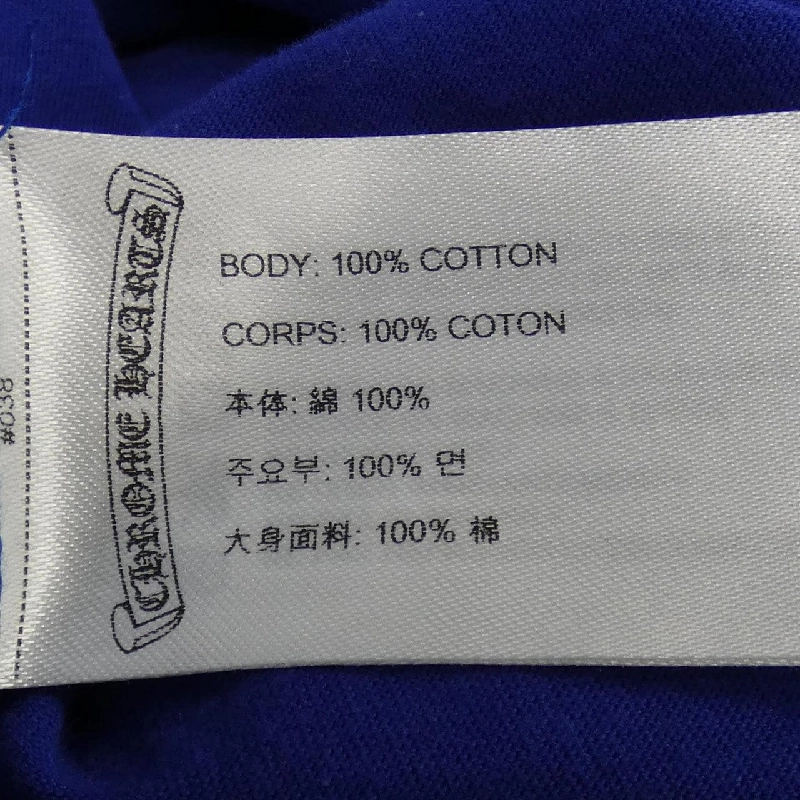 #038
CHROME HEARTS
BODY: 100% COTTON
CORPS: 100% COTON
本体: 綿 100%
주요부: 100% 면
大身面料: 100% 棉